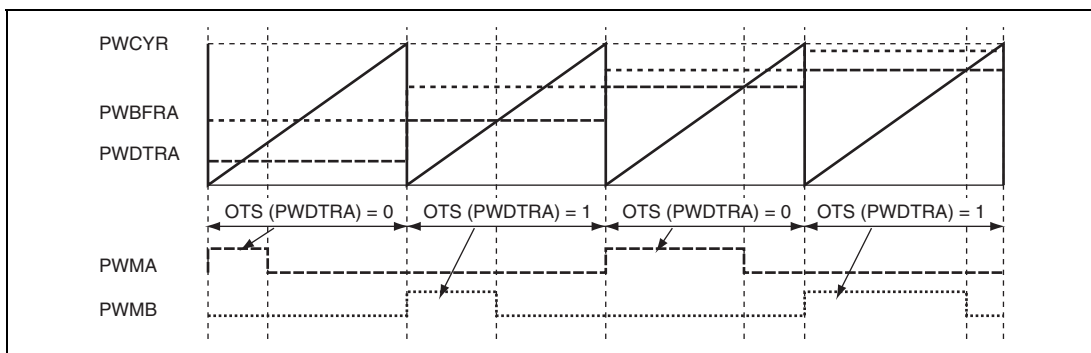 PWCYR
PWBFRA
PWDTRA
OTS (PWDTRA) = 0 OTS (PWDTRA) = 1 OTS (PWDTRA) = 0 OTS (PWDTRA) = 1
PWMA
PWMB